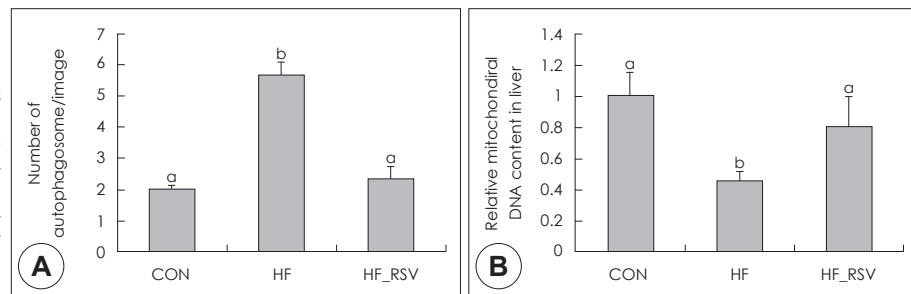 Number of
autophagosome/image
7
6
5
4
3
2
1
0
a
b
a
CON HF HF_RSV
A
Relative mitochondiral
DNA content in liver
1.4
1.2
1
0.8
0.6
0.4
0.2
0
a
b
a
CON HF HF_RSV
B